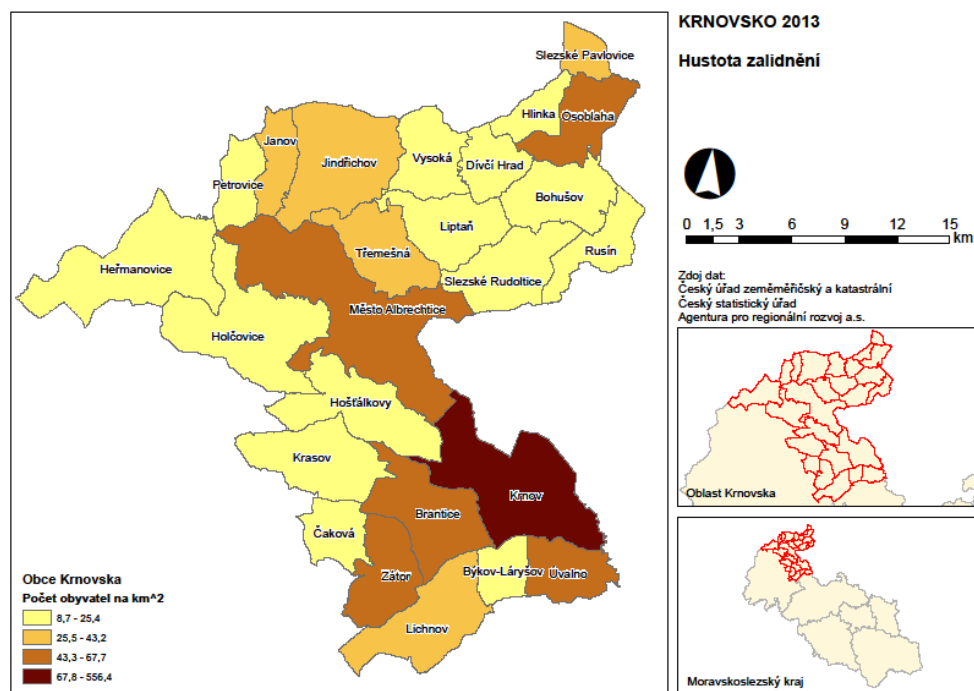 KRNOVSKO 2013
Hustota zalidnění
Slezské Pavlovice
Hlinka
Osoblaha
Janov
Jindřichov
Vysoká
Dívčí Hrad
Petrovice
Bohušov
Liptaň
Rusín
Třemešná
Heřmanovice
Slezské Rudoltice
Město Albrechtice
Holčovice
Hošťálkovy
Krasov
Krnov
Brantice
Čaková
Zátor
Býkov-Láryšov
Úvalno
Lichnov
0 1,5 3 6 9 12 15
km
Zdoj dat:
Český úřad zeměměřičský a katastrální
Český statistický úřad
Agentura pro regionální rozvoj a.s.
Oblast Krnovska
Moravskoslezský kraj
Obce Krnovska
Počet obyvatel na km^2
8,7 - 25,4
25,5 - 43,2
43,3 - 67,7
67,8 - 556,4